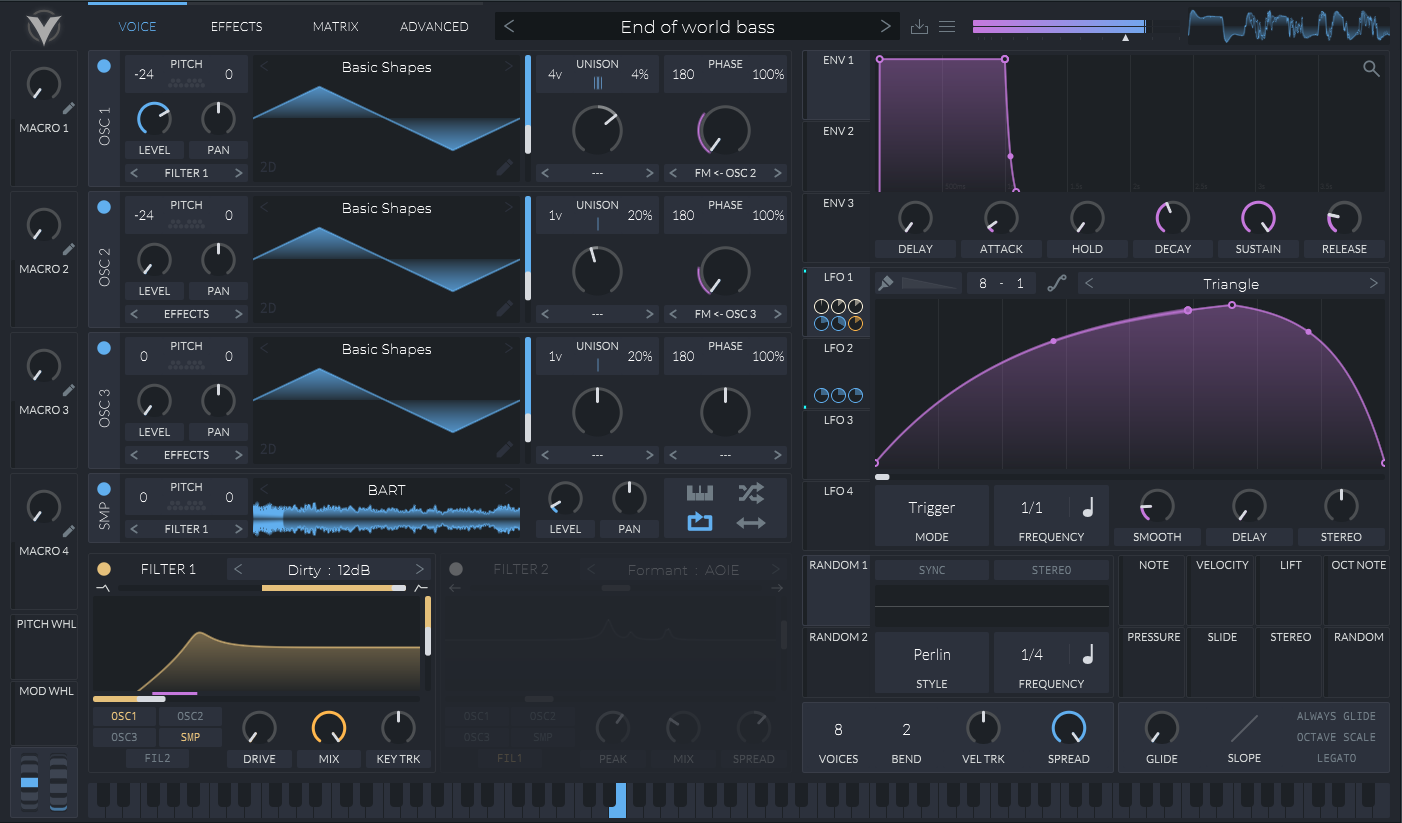 VOICE EFFECTS MATRIX ADVANCED
End of world bass
MACRO 1
MACRO 2
MACRO 3
MACRO 4
PITCH WHL
MOD WHL
OSC 1
-24 PITCH 0
LEVEL PAN
FILTER 1
Basic Shapes
2D
4v UNISON 4%
---
180 PHASE 100%
FM <- OSC 2
OSC 2
-24 PITCH 0
LEVEL PAN
EFFECTS
Basic Shapes
2D
1v UNISON 20%
---
180 PHASE 100%
FM <- OSC 3
OSC 3
0 PITCH 0
LEVEL PAN
EFFECTS
Basic Shapes
2D
1v UNISON 20%
---
180 PHASE 100%
---
SMP
0 PITCH 0
FILTER 1
BART
LEVEL PAN
FILTER 1
Dirty : 12dB
OSC1 OSC2
OSC3 SMP
FIL2
DRIVE MIX KEY TRK
FILTER 2
Formant : AOIE
OSC1 OSC2
OSC3 SMP
FIL1
PEAK MIX SPREAD
ENV 1
ENV 2
ENV 3
500ms
DELAY ATTACK HOLD DECAY SUSTAIN RELEASE
LFO 1
LFO 2
LFO 3
LFO 4
8 - 1
Triangle
Trigger
MODE
1/1
FREQUENCY
SMOOTH DELAY STEREO
RANDOM 1
RANDOM 2
SYNC STEREO
Perlin
STYLE
1/4
FREQUENCY
NOTE VELOCITY LIFT OCT NOTE
PRESSURE SLIDE STEREO RANDOM
8
VOICES
2
BEND
VEL TRK SPREAD
GLIDE SLOPE
ALWAYS GLIDE
OCTAVE SCALE
LEGATO